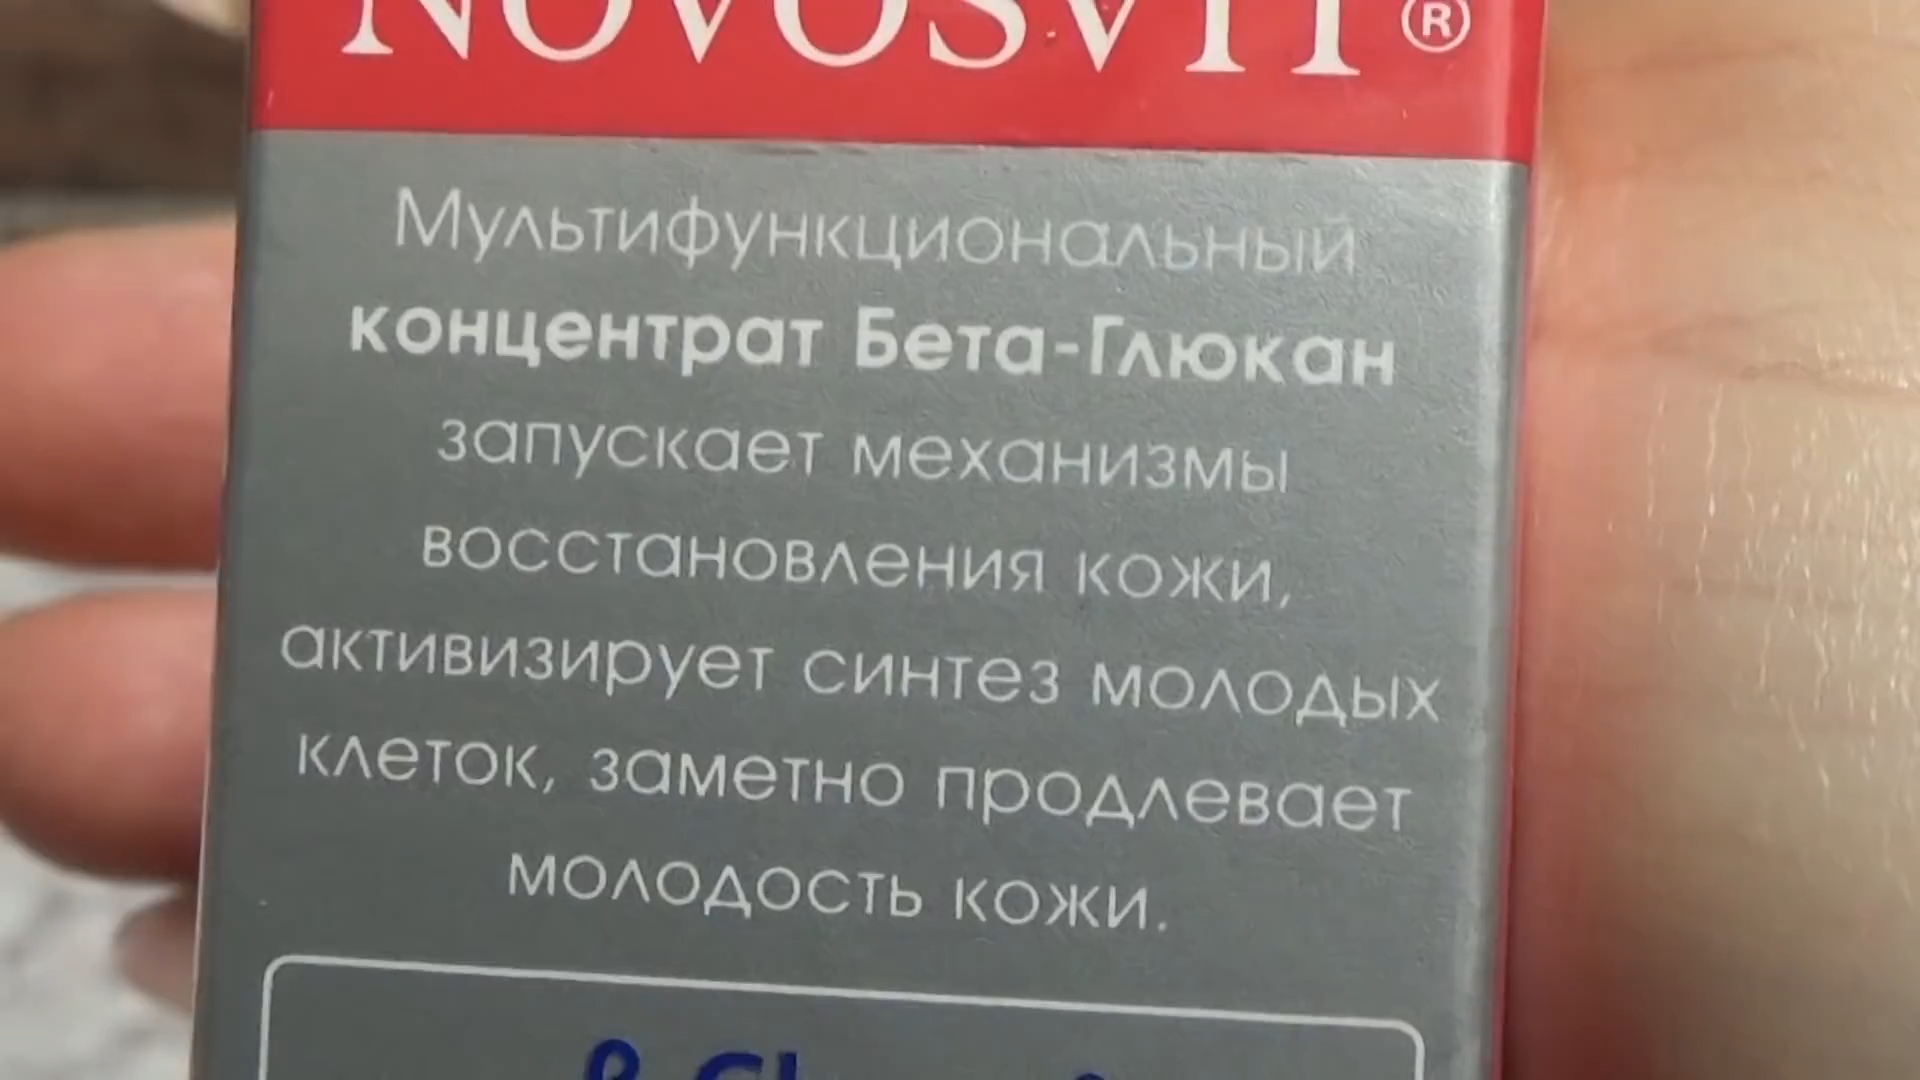 NOVOSVIT®
Мультифункциональный
концентрат Бета-Глюкан
запускает механизмы
восстановления кожи,
активизирует синтез молодых
клеток, заметно продлевает
молодость кожи.